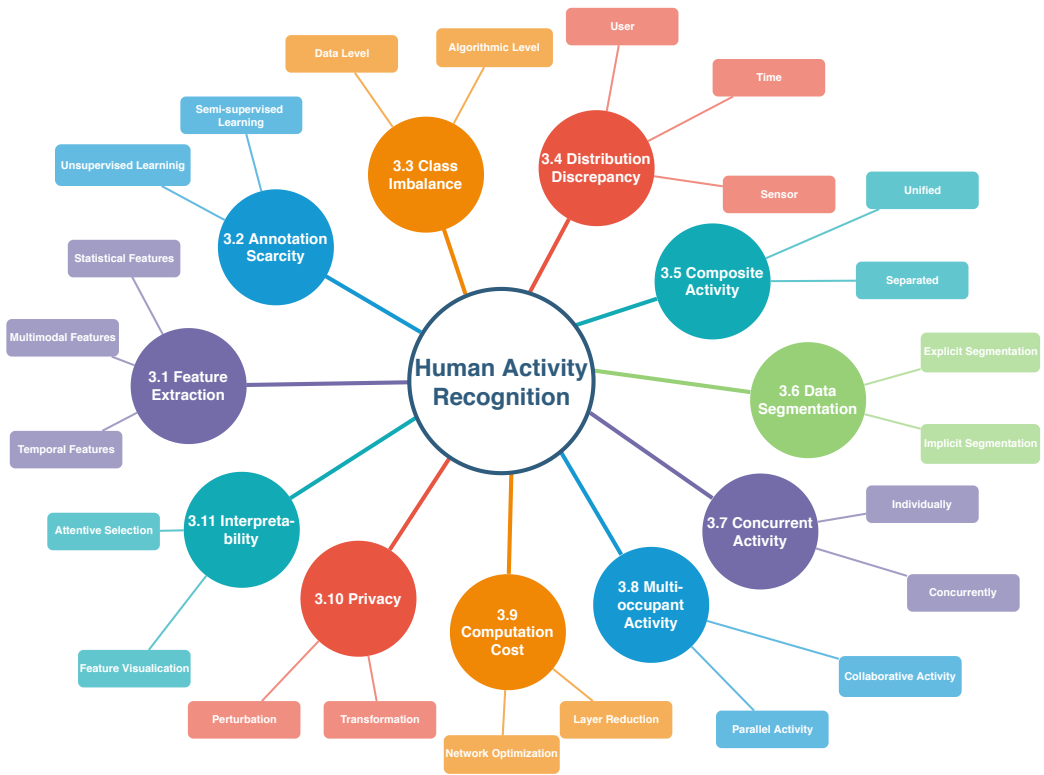 Human Activity
Recognition
3.1 Feature
Extraction
Statistical Features
Multimodal Features
Temporal Features
3.2 Annotation
Scarcity
Unsupervised Learninig
Semi-supervised
Learning
3.3 Class
Imbalance
Data Level
Algorithmic Level
3.4 Distribution
Discrepancy
User
Time
Sensor
3.5 Composite
Activity
Unified
Separated
3.6 Data
Segmentation
Explicit Segmentation
Implicit Segmentation
3.7 Concurrent
Activity
Individually
Concurrently
3.8 Multi-
occupant
Activity
Collaborative Activity
Parallel Activity
3.9
Computation
Cost
Layer Reduction
Network Optimization
3.10 Privacy
Transformation
Perturbation
3.11 Interpreta-
bility
Attentive Selection
Feature Visualication